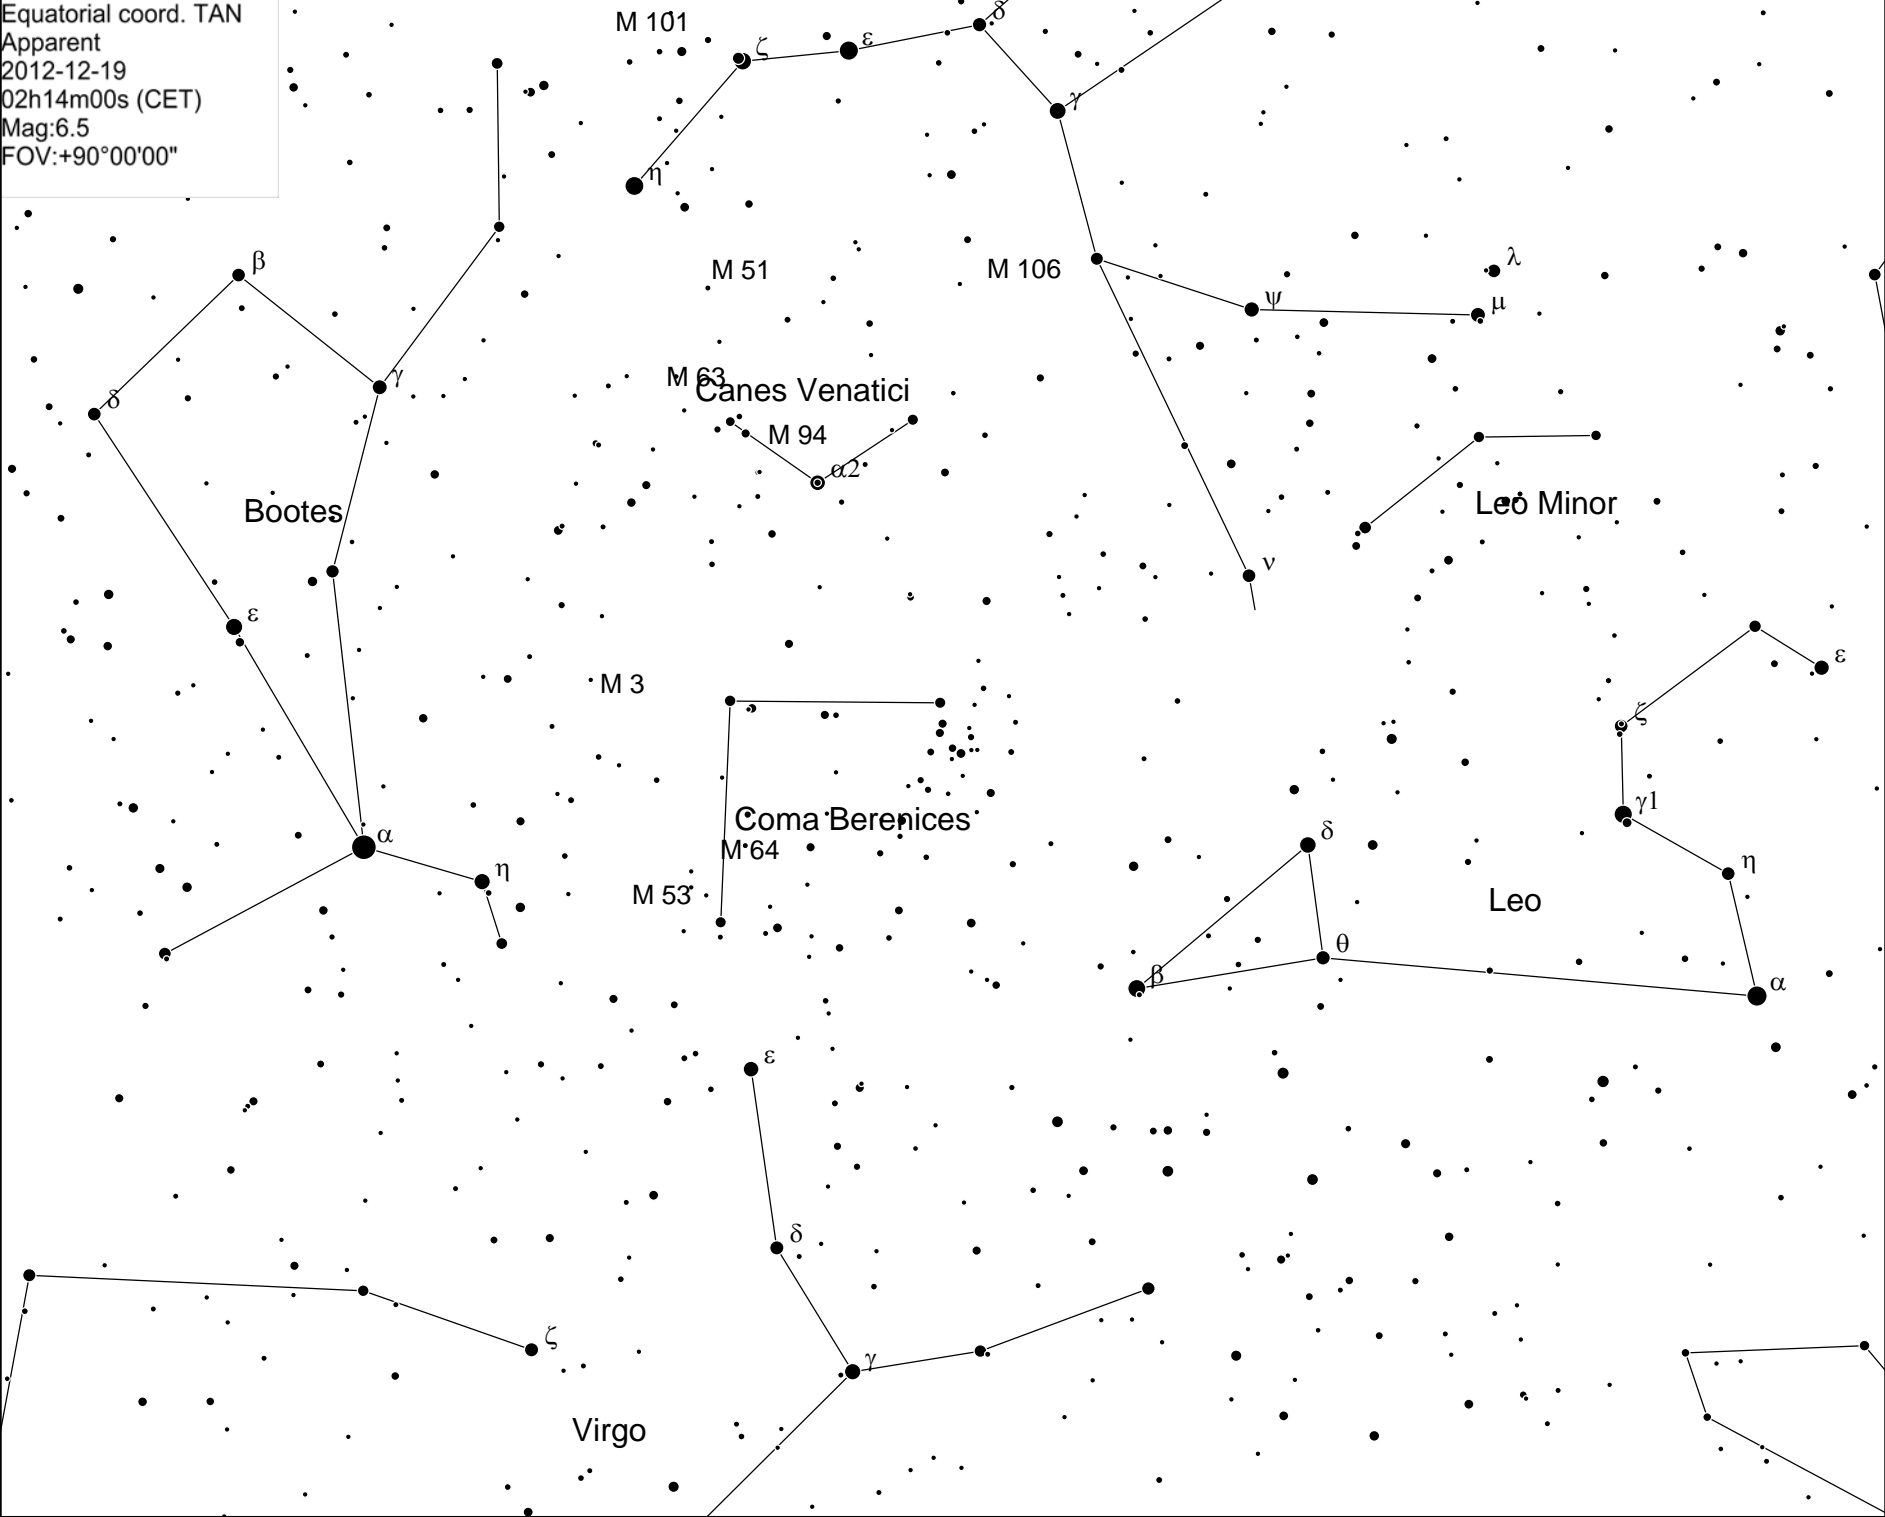 Equatorial coord. TAN
Apparent
2012-12-19
02h14m00s (CET)
Mag:6.5
FOV:+90°00'00"
M 101
ζ
ε
δ
γ
η
β
M 51
M 106
λ
ψ
μ
γ
M 63
Canes Venatici
δ
M 94
α2
Bootes
Leo Minor
ν
ε
ε
M 3
ζ
γ1
Coma Berenices
α
δ
M 64
η
η
M 53
Leo
θ
β
α
ε
δ
ζ
γ
Virgo